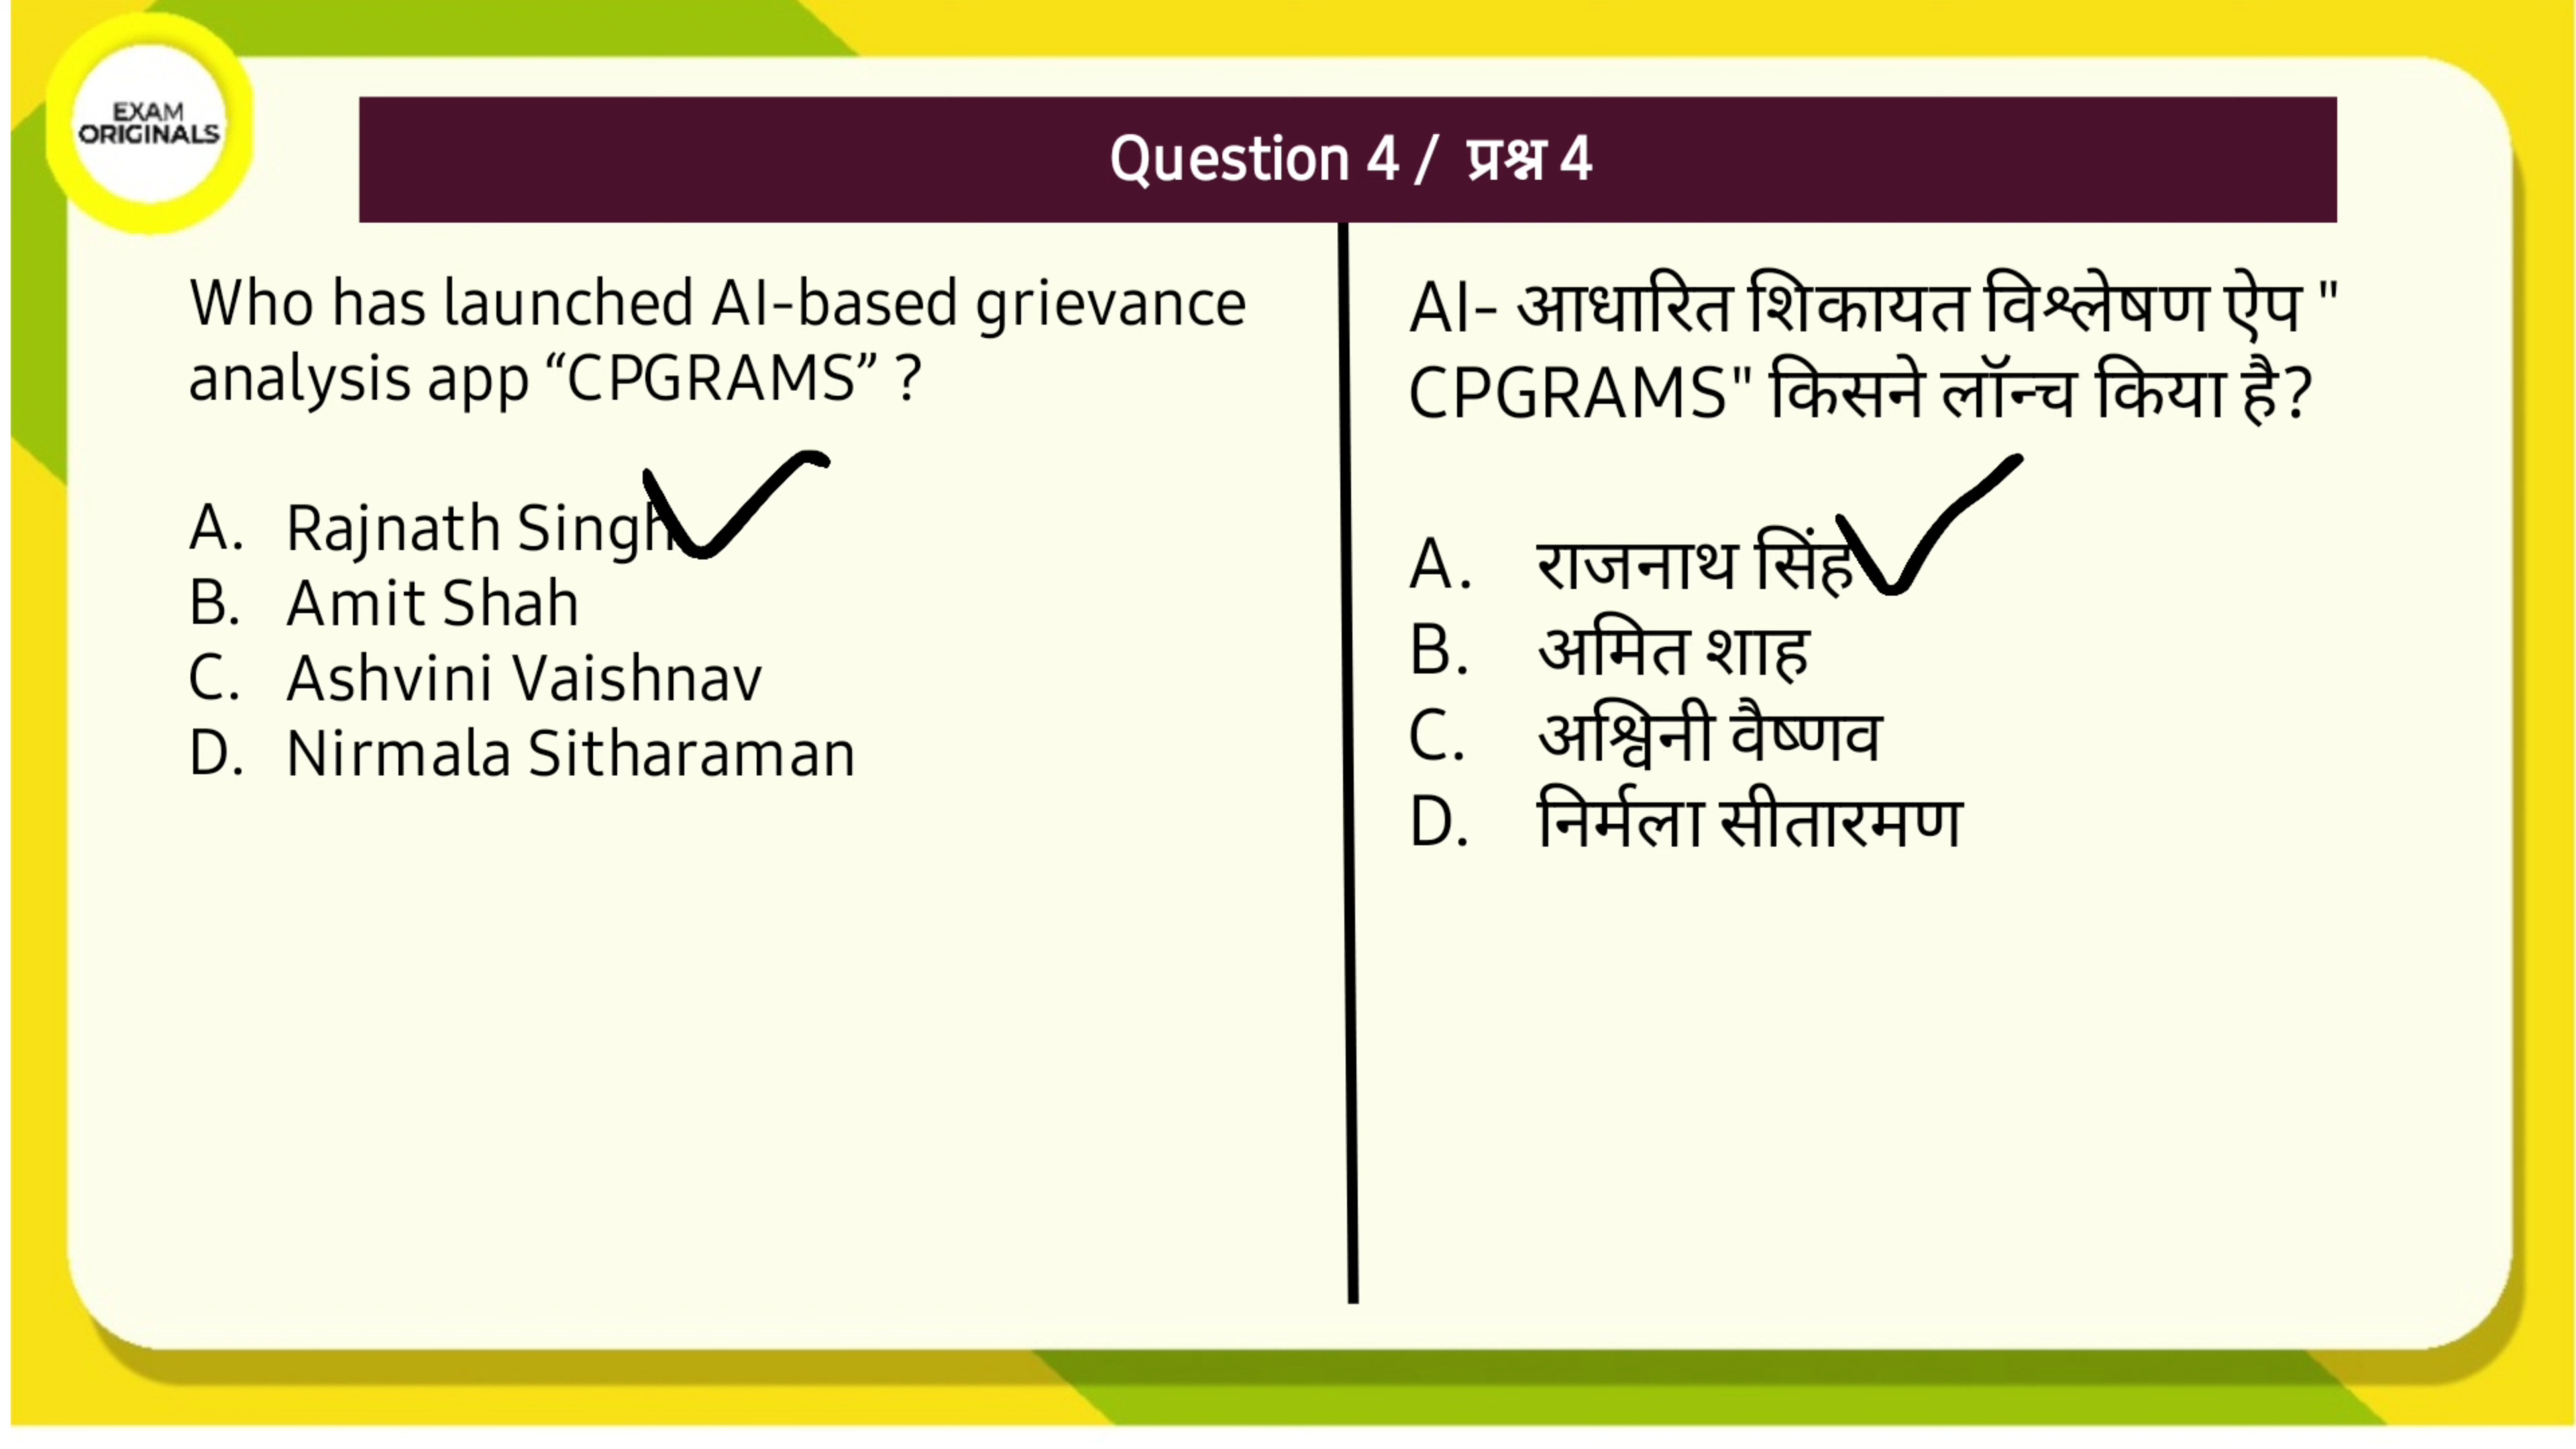 EXAM
ORIGINALS
Question 4 / प्रश्न 4
Who has launched AI-based grievance
analysis app “CPGRAMS” ?
A. Rajnath Singh
B. Amit Shah
C. Ashvini Vaishnav
D. Nirmala Sitharaman
AI- आधारित शिकायत विश्लेषण ऐप "
CPGRAMS" किसने लॉन्च किया है?
A. राजनाथ सिंह
B. अमित शाह
C. अश्विनी वैष्णव
D. निर्मला सीतारमण